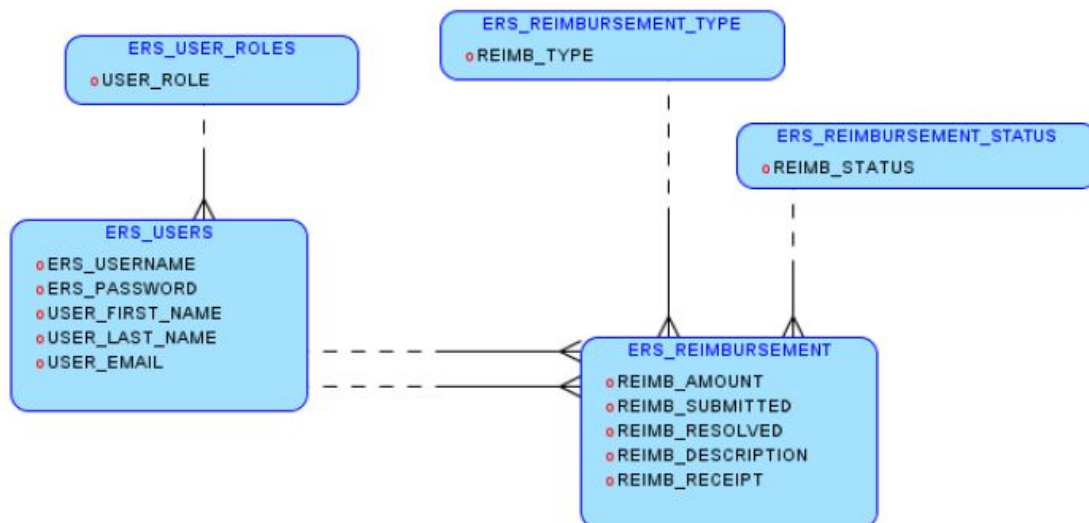 ERS_USER_ROLES
USER_ROLE
ERS_REIMBURSEMENT_TYPE
REIMB_TYPE
ERS_REIMBURSEMENT_STATUS
REIMB_STATUS
ERS_USERS
ERS_USERNAME
ERS_PASSWORD
USER_FIRST_NAME
USER_LAST_NAME
USER_EMAIL
ERS_REIMBURSEMENT
REIMB_AMOUNT
REIMB_SUBMITTED
REIMB_RESOLVED
REIMB_DESCRIPTION
REIMB_RECEIPT